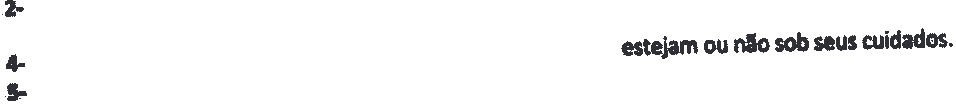 2-
estejam ou não sob seus cuidados.
4-
5-